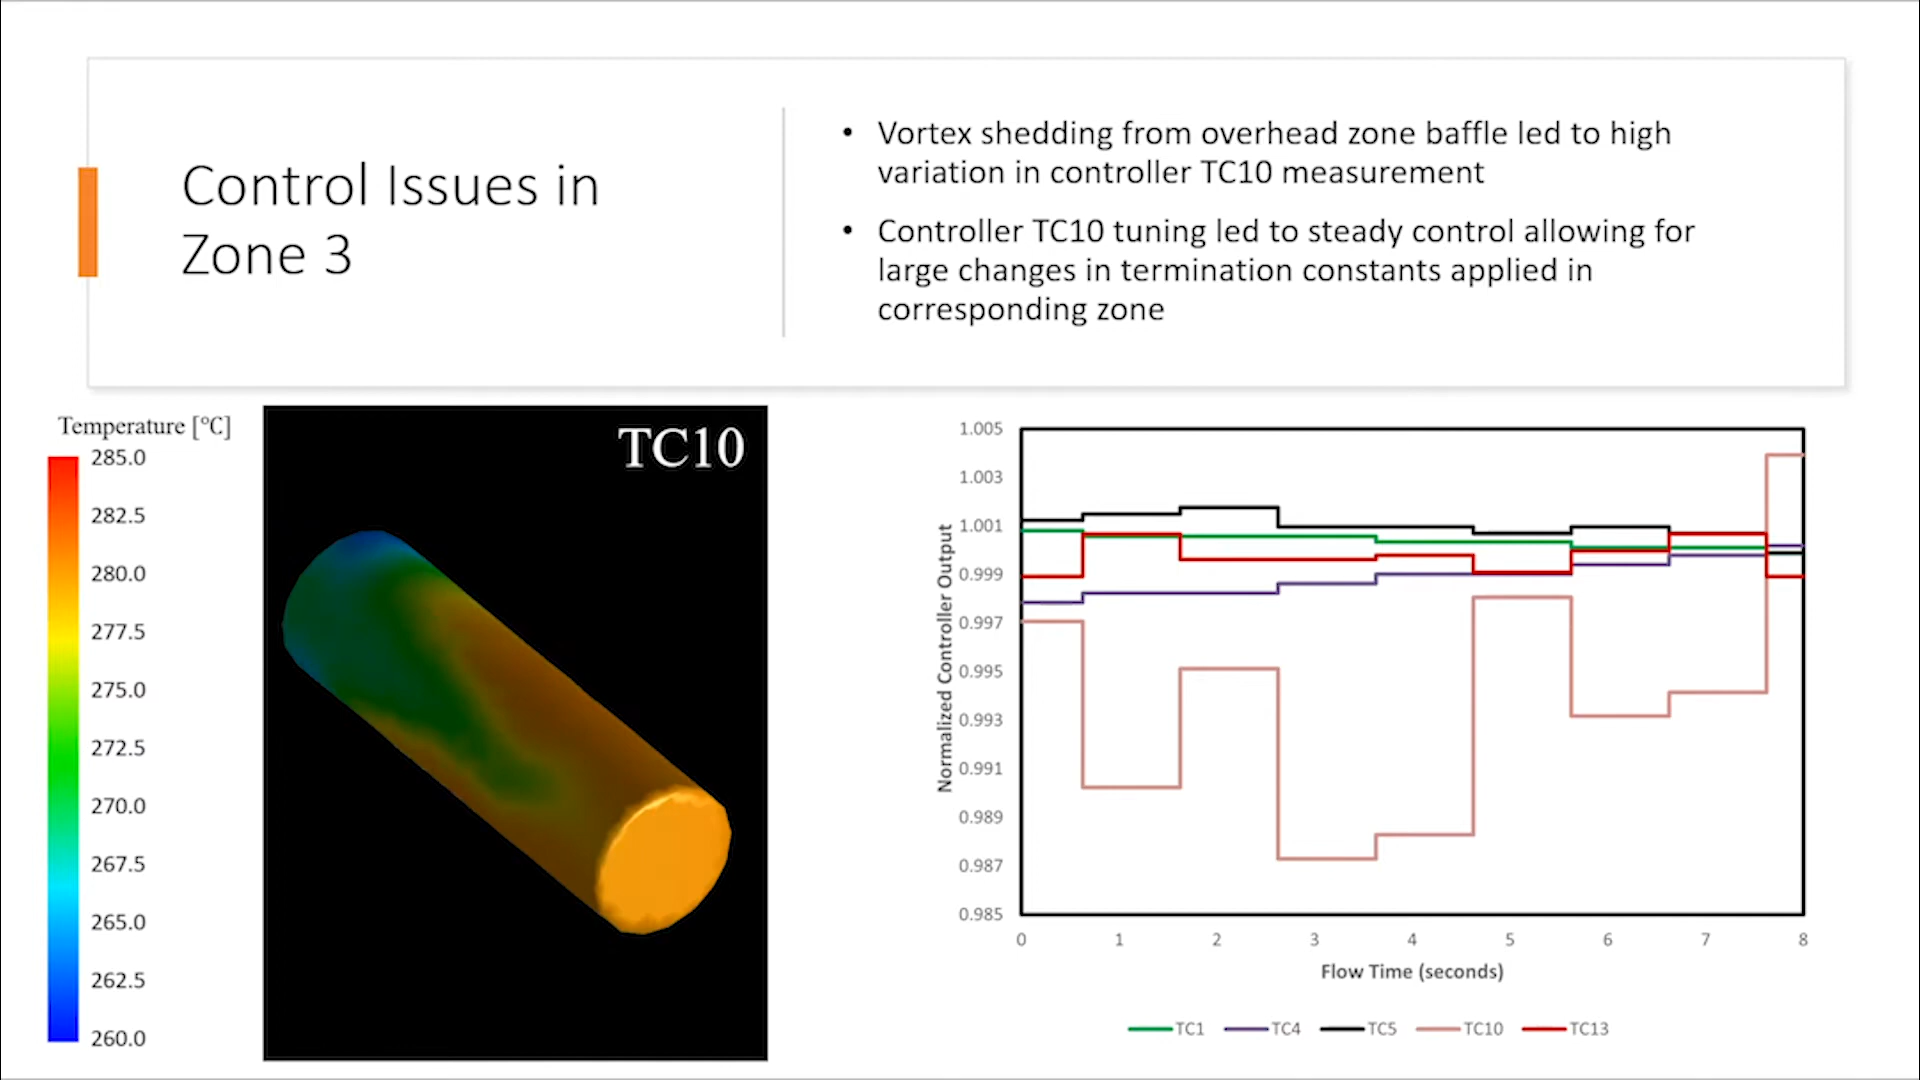 Control Issues in
Zone 3
• Vortex shedding from overhead zone baffle led to high
variation in controller TC10 measurement
• Controller TC10 tuning led to steady control allowing for
large changes in termination constants applied in
corresponding zone
Temperature [°C]
285.0
282.5
280.0
277.5
275.0
272.5
270.0
267.5
265.0
262.5
260.0
TC10
Normalized Controller Output
1.005
1.003
1.001
0.999
0.997
0.995
0.993
0.991
0.989
0.987
0.985
0 1 2 3 4 5 6 7 8
Flow Time (seconds)
TC1 TC4 TC5 TC10 TC13